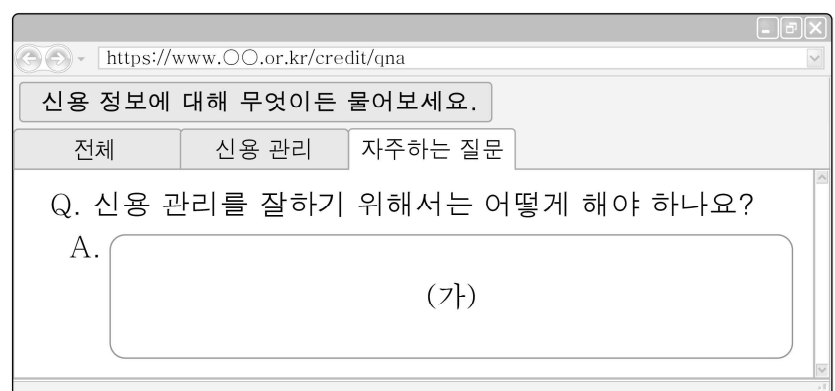 https://www.○○.or.kr/credit/qna
신용 정보에 대해 무엇이든 물어보세요.
전체 신용 관리 자주하는 질문
Q. 신용 관리를 잘하기 위해서는 어떻게 해야 하나요?
A.
(가)